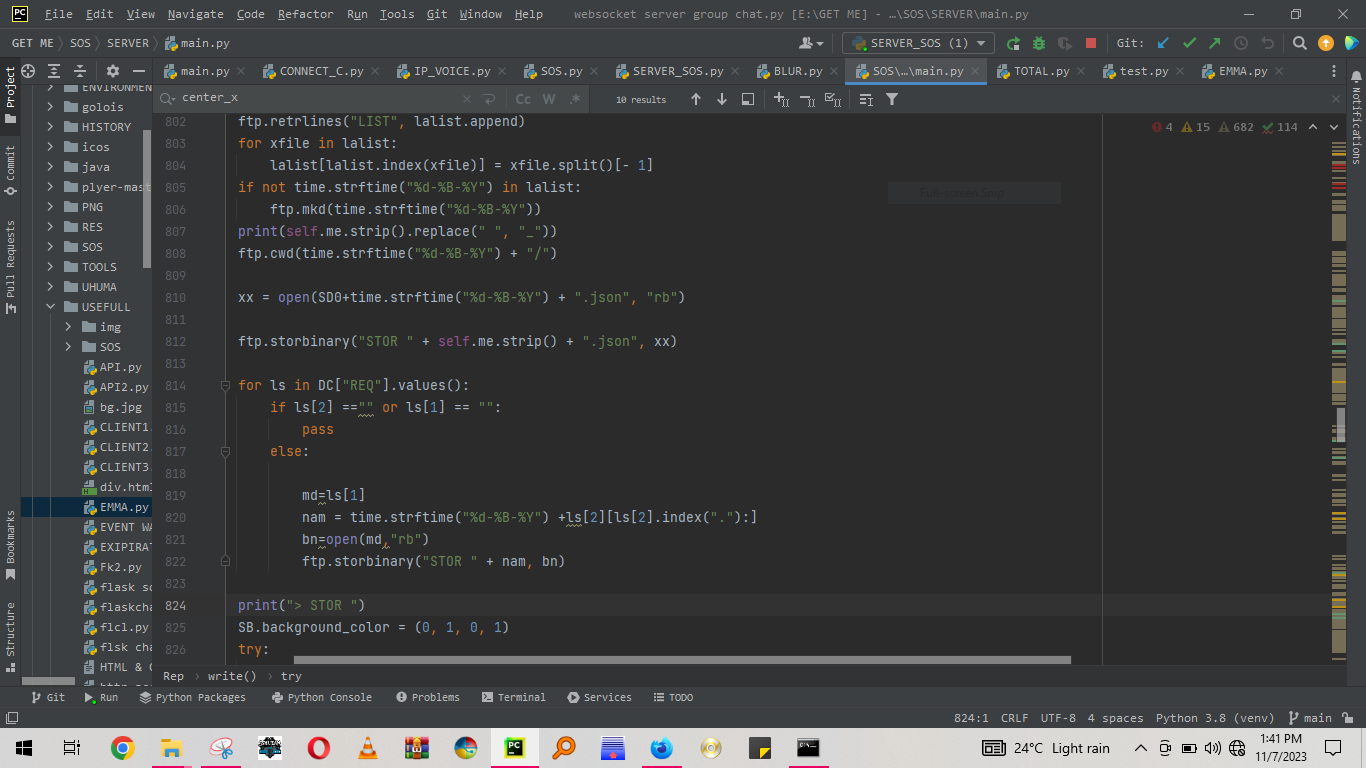 PC File Edit View Navigate Code Refactor Run Tools Git Window Help websocket server group chat.py [E:\GET ME] - ...\SOS\SERVER\main.py
GET ME SOS SERVER main.py SERVER_SOS (1) Git:
main.py CONNECT_C.py IP_VOICE.py SOS.py SERVER_SOS.py BLUR.py SOS\...\main.py TOTAL.py test.py EMMA.py
center_x Cc W .* 10 results
Project
Commit
Pull Requests
Bookmarks
Structure
Notifications
ENVIRONMEN
golois
HISTORY
icos
java
plyer-mast
PNG
RES
SOS
TOOLS
UHUMA
USEFULL
img
SOS
API.py
API2.py
bg.jpg
CLIENT1.
CLIENT2.
CLIENT3.
div.html
EMMA.py
EVENT WA
EXIPIRAT
Fk2.py
flask so
flaskcha
flcl.py
flsk cha
HTML & C
4 15 682 114
Full-screen Snip
802 ftp.retrlines("LIST", lalist.append)
803 for xfile in lalist:
804 lalist[lalist.index(xfile)] = xfile.split()[- 1]
805 if not time.strftime("%d-%B-%Y") in lalist:
806 ftp.mkd(time.strftime("%d-%B-%Y"))
807 print(self.me.strip().replace(" ", "_"))
808 ftp.cwd(time.strftime("%d-%B-%Y") + "/")
809
810 xx = open(SD0+time.strftime("%d-%B-%Y") + ".json", "rb")
811
812 ftp.storbinary("STOR " + self.me.strip() + ".json", xx)
813
814 for ls in DC["REQ"].values():
815 if ls[2] =="" or ls[1] == "":
816 pass
817 else:
818
819 md=ls[1]
820 nam = time.strftime("%d-%B-%Y") +ls[2][ls[2].index("."):]
821 bn=open(md,"rb")
822 ftp.storbinary("STOR " + nam, bn)
823
824 print("> STOR ")
825 SB.background_color = (0, 1, 0, 1)
826 try:
Rep write() try
Git Run Python Packages Python Console Problems Terminal Services TODO
824:1 CRLF UTF-8 4 spaces Python 3.8 (venv) main
PC 24°C Light rain 1:41 PM
11/7/2023